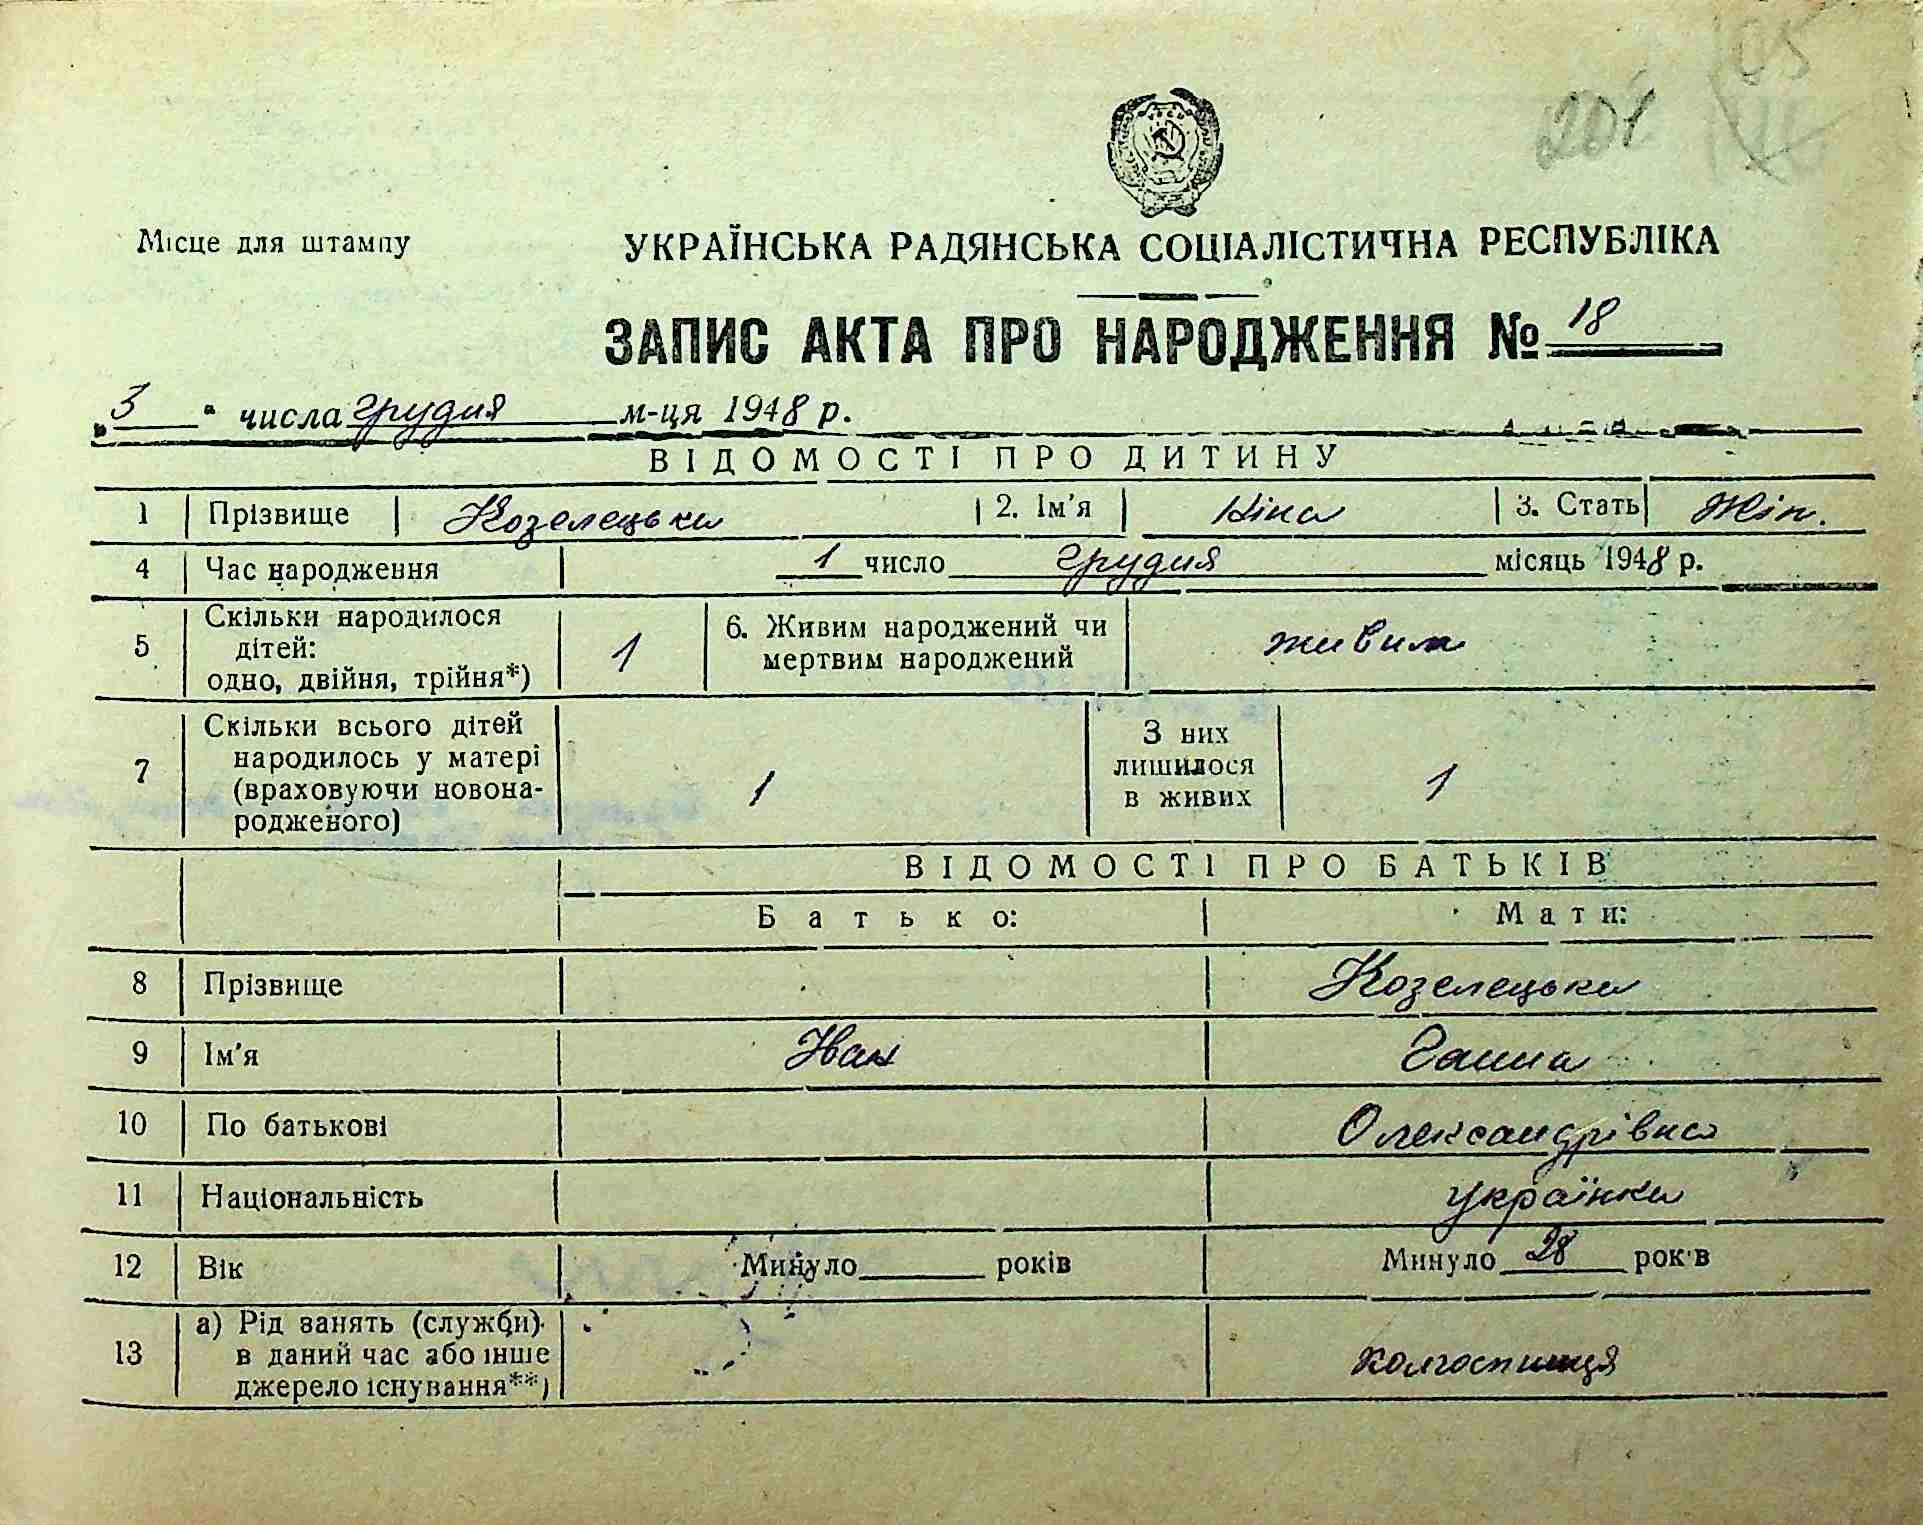 201
05
Місце для штампу
УКРАЇНСЬКА РАДЯНСЬКА СОЦІАЛІСТИЧНА РЕСПУБЛІКА
ЗАПИС АКТА ПРО НАРОДЖЕННЯ № 18
„ 3 " числа грудня м-ця 1948 р.
ВІДОМОСТІ ПРО ДИТИНУ
1 Прізвище Козелецька 2. Ім'я Ніна 3. Стать Жін.
4 Час народження 1 число грудня місяць 1948 р.
5 Скільки народилося дітей: одно, двійня, трійня*) 1 6. Живим народжений чи мертвим народжений живим
7 Скільки всього дітей народилось у матері (враховуючи новонародженого) 1 З них лишилося в живих 1
ВІДОМОСТІ ПРО БАТЬКІВ
Батько: Мати:
8 Прізвище Козелецька
9 Ім'я Іван Ганна
10 По батькові Олександрівна
11 Національність українка
12 Вік Минуло років Минуло 28 років
13 а) Рід занять (служби) в даний час або інше джерело існування**) колгоспниця